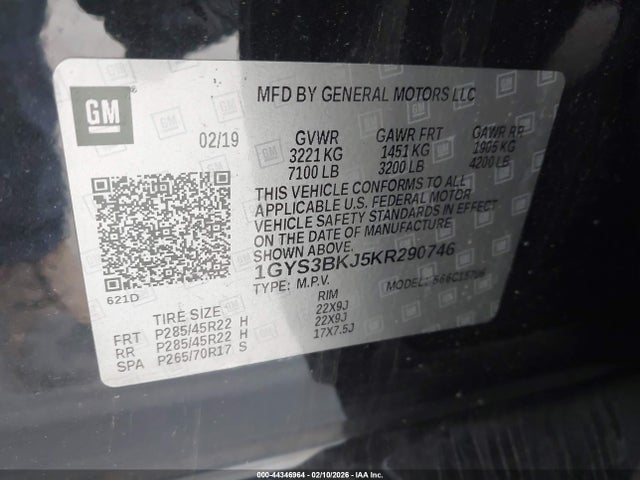 GM
MFD BY GENERAL MOTORS LLC
02/19 GVWR GAWR FRT GAWR RR
3221 KG 1451 KG 1905 KG
7100 LB 3200 LB 4200 LB
THIS VEHICLE CONFORMS TO ALL
APPLICABLE U.S. FEDERAL MOTOR
VEHICLE SAFETY STANDARDS IN EFFECT
ON THE DATE OF MANUFACTURE
SHOWN ABOVE.
1GYS3BKJ5KR290746
TYPE: M.P.V. MODEL:
621D
TIRE SIZE RIM
FRT P285/45R22 H 22X9J
RR P285/45R22 H 22X9J
SPA P265/70R17 S 17X7.5J
© 00-44346964 - 02/10/2026 - IAA Inc.